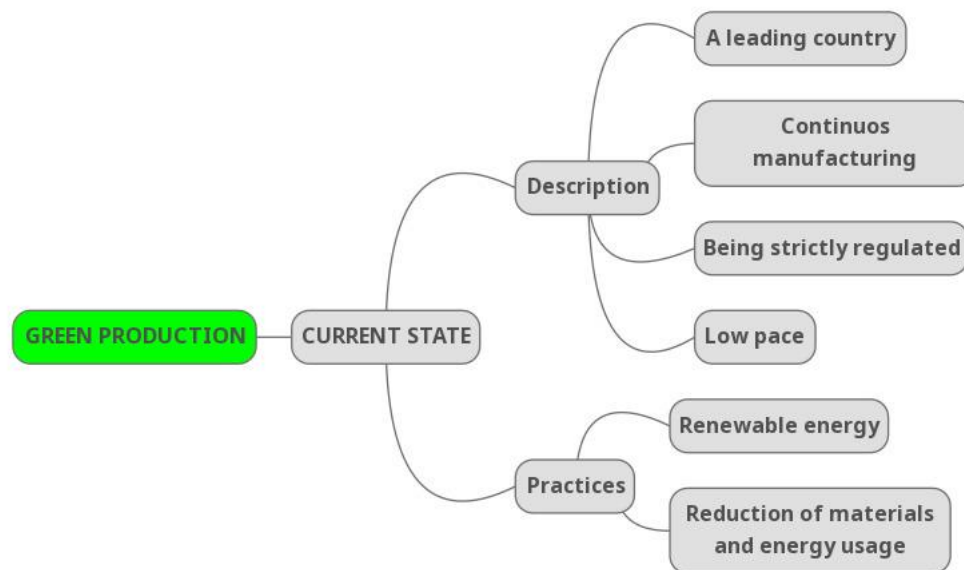 GREEN PRODUCTION
CURRENT STATE
Description
A leading country
Continuos
manufacturing
Being strictly regulated
Low pace
Practices
Renewable energy
Reduction of materials
and energy usage